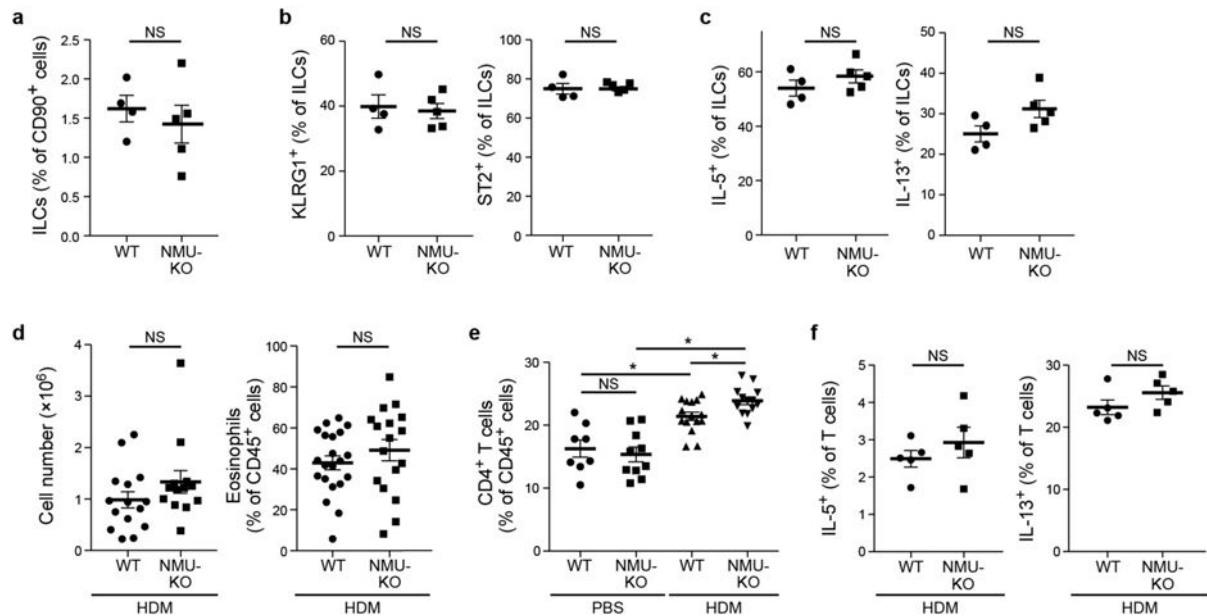 a
NS
ILCs (% of CD90+ cells)
2.5
2.0
1.5
1.0
0.5
0.0
WT
NMU-
KO
b
NS
KLRG1+ (% of ILCs)
60
40
20
0
WT
NMU-
KO
NS
ST2+ (% of ILCs)
100
80
60
40
20
0
WT
NMU-
KO
c
NS
IL-5+ (% of ILCs)
60
40
20
0
WT
NMU-
KO
NS
IL-13+ (% of ILCs)
50
40
30
20
10
0
WT
NMU-
KO
d
NS
Cell number (×10⁶)
4
3
2
1
0
WT
NMU-
KO
HDM
NS
Eosinophils
(% of CD45+ cells)
100
80
60
40
20
0
WT
NMU-
KO
HDM
e
*
*
*
NS
CD4+ T cells
(% of CD45+ cells)
30
20
10
0
WT
NMU-
KO
WT
NMU-
KO
PBS
HDM
f
NS
IL-5+ (% of T cells)
5
4
3
2
1
0
WT
NMU-
KO
HDM
NS
IL-13+ (% of T cells)
30
20
10
0
WT
NMU-
KO
HDM